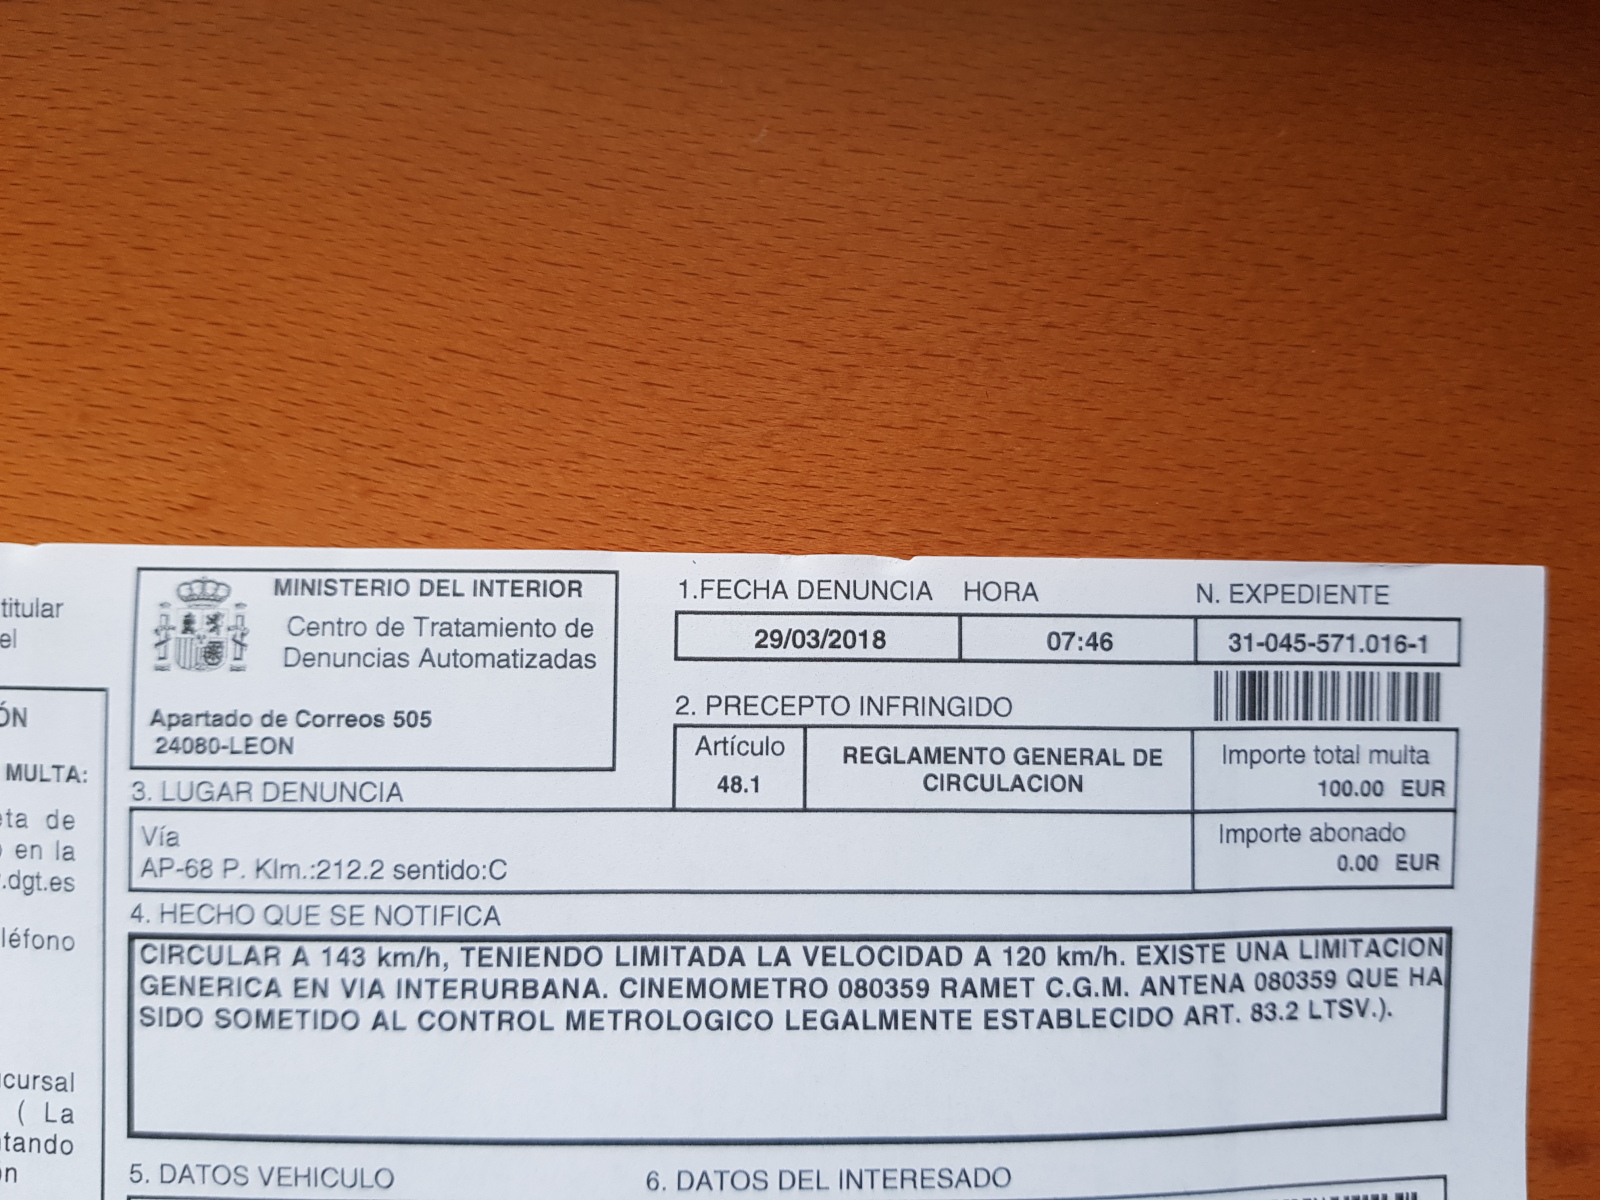 titular
el
ÓN
MULTA:
eta de
en la
.dgt.es
léfono
cursal
( La
tando
ón
MINISTERIO DEL INTERIOR
Centro de Tratamiento de
Denuncias Automatizadas
Apartado de Correos 505
24080-LEON
1.FECHA DENUNCIA HORA N. EXPEDIENTE
29/03/2018 07:46 31-045-571.016-1
2. PRECEPTO INFRINGIDO
Artículo
48.1
REGLAMENTO GENERAL DE
CIRCULACION
Importe total multa
100.00 EUR
Importe abonado
0.00 EUR
3. LUGAR DENUNCIA
Vía
AP-68 P. Klm.:212.2 sentido:C
4. HECHO QUE SE NOTIFICA
CIRCULAR A 143 km/h, TENIENDO LIMITADA LA VELOCIDAD A 120 km/h. EXISTE UNA LIMITACION
GENERICA EN VIA INTERURBANA. CINEMOMETRO 080359 RAMET C.G.M. ANTENA 080359 QUE HA
SIDO SOMETIDO AL CONTROL METROLOGICO LEGALMENTE ESTABLECIDO ART. 83.2 LTSV.).
5. DATOS VEHICULO
6. DATOS DEL INTERESADO